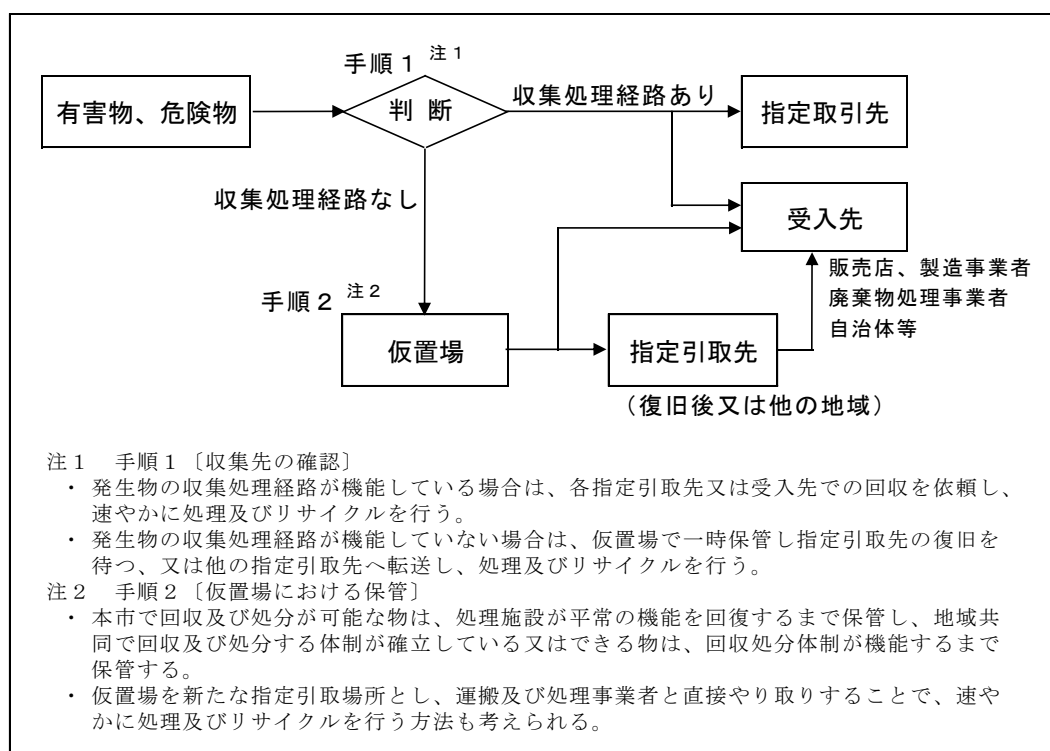 手順１ 注１
有害物、危険物
判 断
収集処理経路あり
指定取引先
収集処理経路なし
受入先
販売店、製造事業者
廃棄物処理事業者
自治体等
手順２ 注２
仮置場
指定引取先
（復旧後又は他の地域）
注１　手順１〔収集先の確認〕
・ 発生物の収集処理経路が機能している場合は、各指定引取先又は受入先での回収を依頼し、
速やかに処理及びリサイクルを行う。
・ 発生物の収集処理経路が機能していない場合は、仮置場で一時保管し指定引取先の復旧を
待つ、又は他の指定引取先へ転送し、処理及びリサイクルを行う。
注２　手順２〔仮置場における保管〕
・ 本市で回収及び処分が可能な物は、処理施設が平常の機能を回復するまで保管し、地域共
同で回収及び処分する体制が確立している又はできる物は、回収処分体制が機能するまで
保管する。
・ 仮置場を新たな指定引取場所とし、運搬及び処理事業者と直接やり取りすることで、速や
かに処理及びリサイクルを行う方法も考えられる。